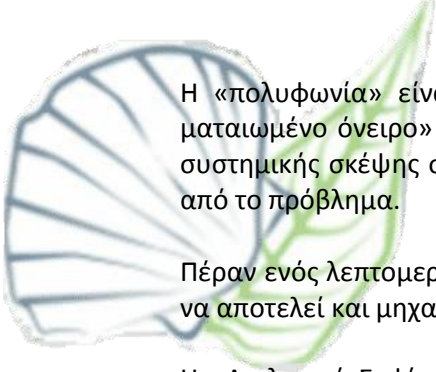 Η «πολυφωνία» είνα
ματαιωμένο όνειρο»
συστημικής σκέψης
από το πρόβλημα.
Πέραν ενός λεπτομερ
να αποτελεί και μηχα